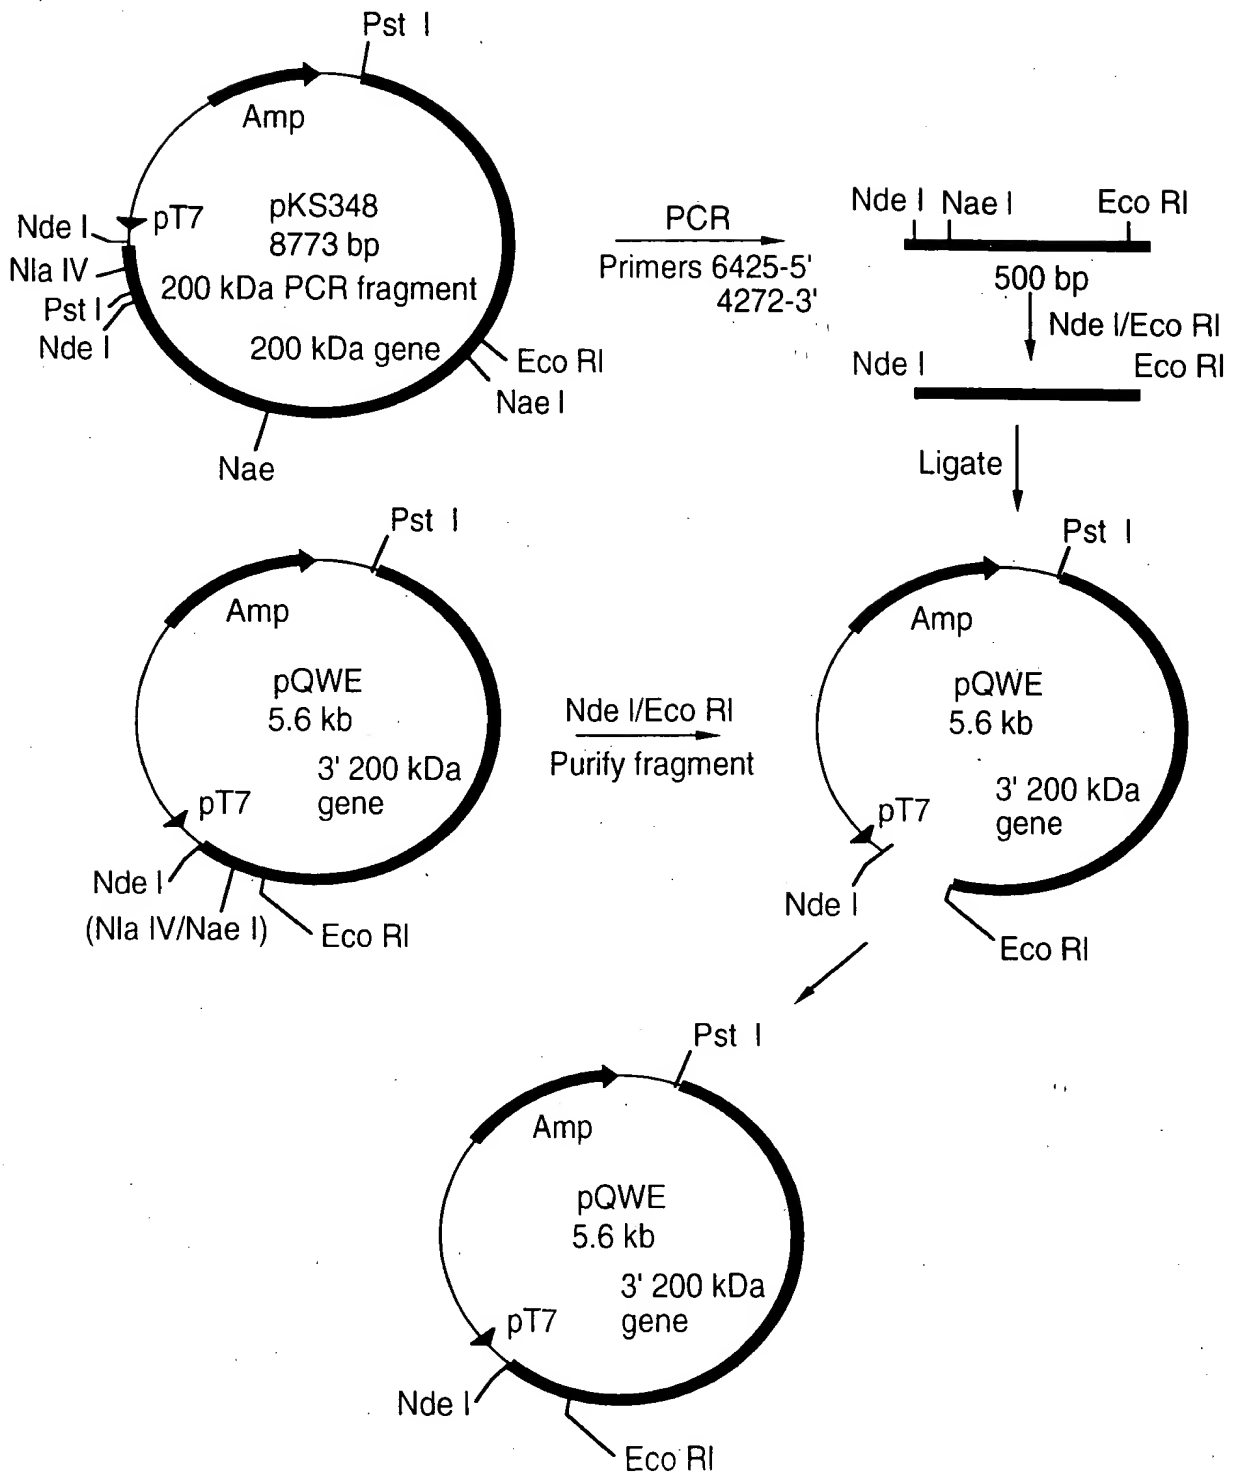 Pst I
Amp
pKS348
8773 bp
pT7
Nde I
Nla IV
200 kDa PCR fragment
Pst I
Nde I
200 kDa gene
Eco RI
Nae I
Nae
PCR
Primers 6425-5'
4272-3'
Nde I
Nae I
Eco RI
500 bp
Nde I/Eco RI
Nde I
Eco RI
Ligate
Pst I
Amp
pQWE
5.6 kb
3' 200 kDa
gene
pT7
Nde I
(Nla IV/Nae I)
Eco RI
Nde I/Eco RI
Purify fragment
Pst I
Amp
pQWE
5.6 kb
3' 200 kDa
gene
pT7
Nde I
Eco RI
Pst I
Amp
pQWE
5.6 kb
3' 200 kDa
gene
pT7
Nde I
Eco RI